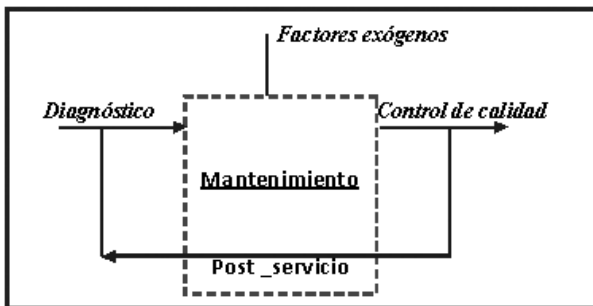 Factores exógenos
Diagnóstico
Control de calidad
Mantenimiento
Post _servicio